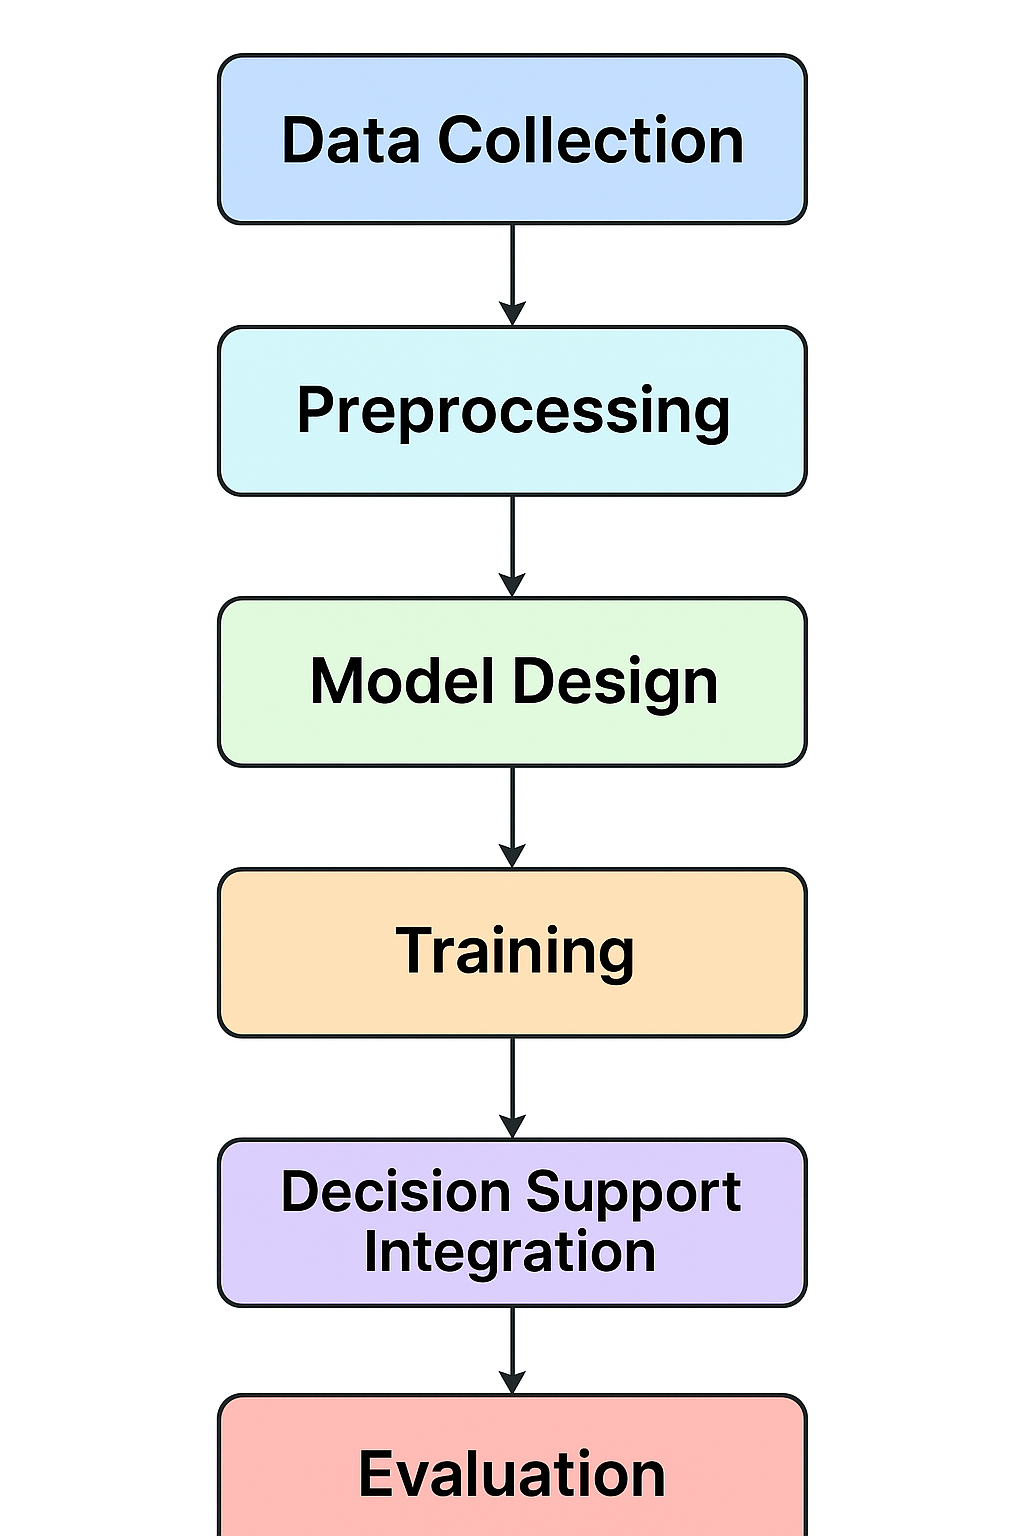 Data Collection
Preprocessing
Model Design
Training
Decision Support
Integration
Evaluation